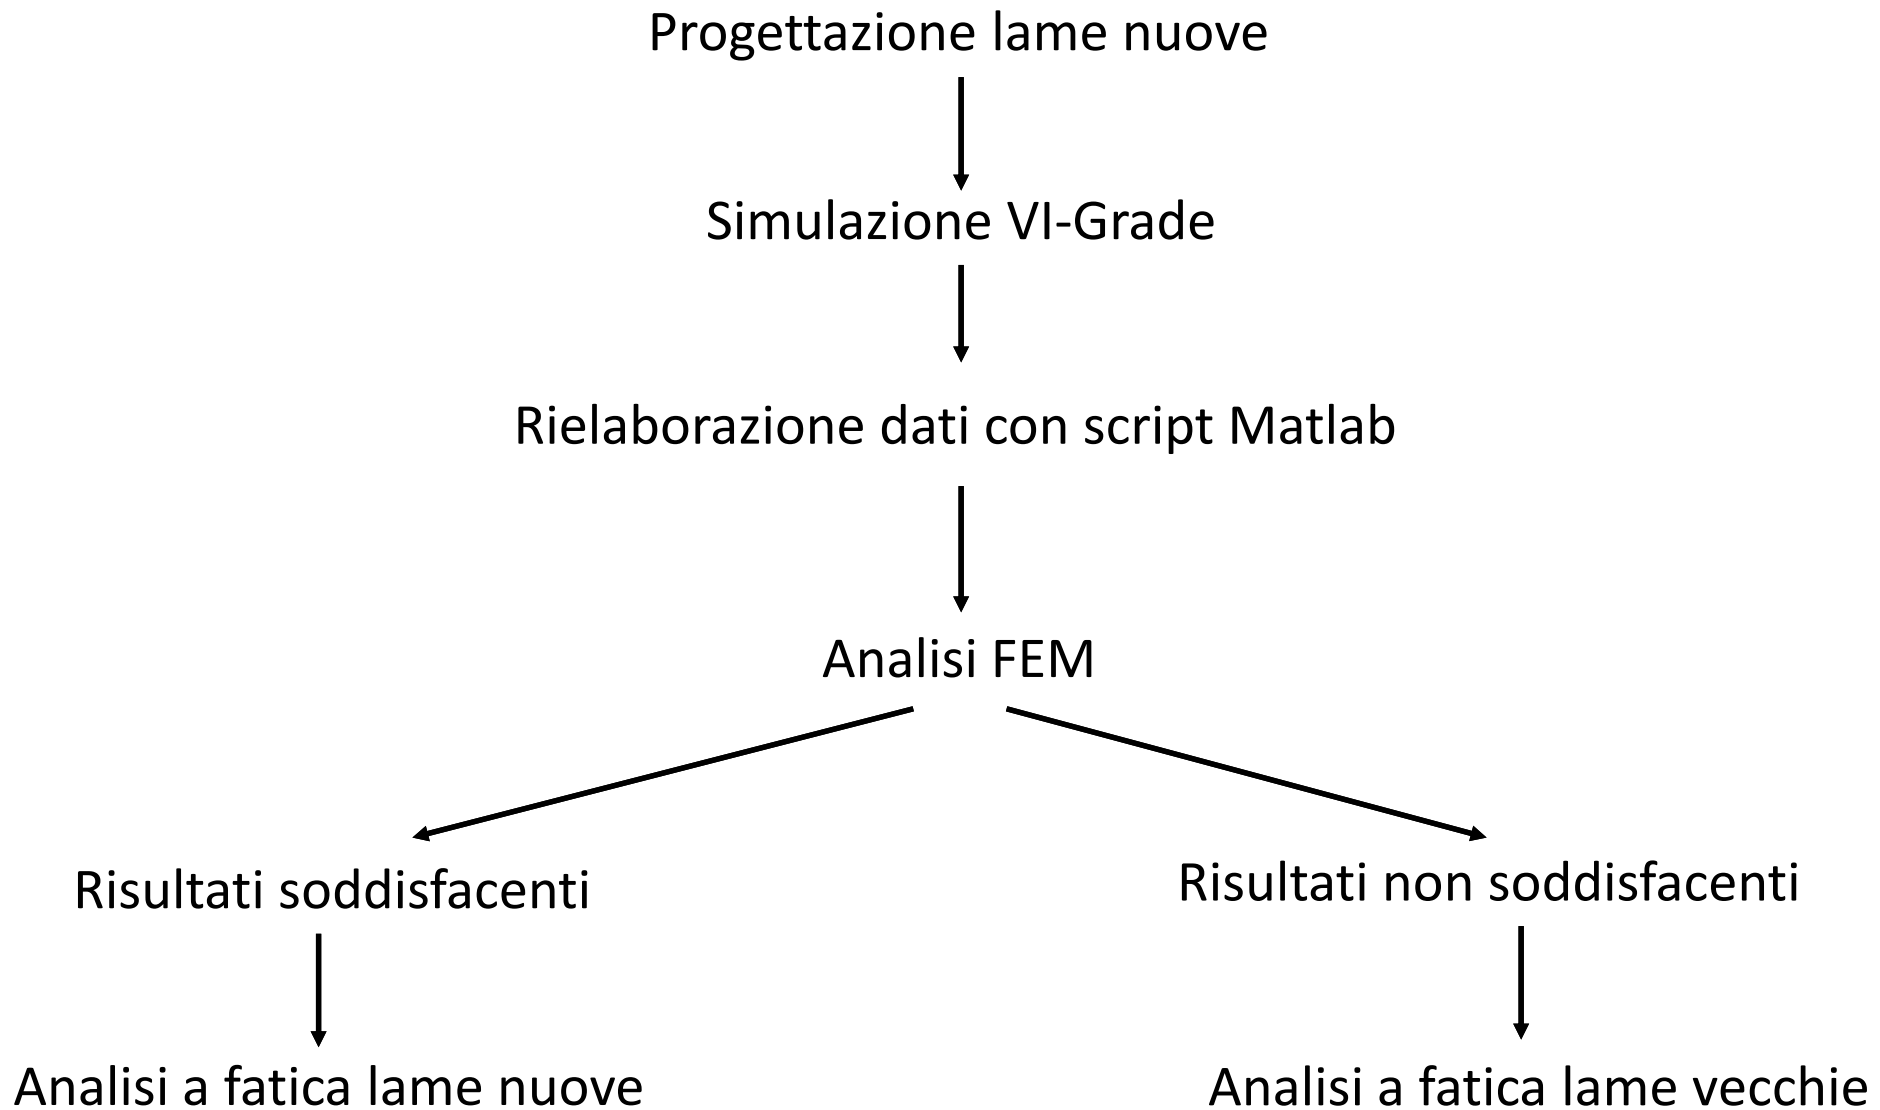 Progettazione lame nuove
Simulazione VI-Grade
Rielaborazione dati con script Matlab
Analisi FEM
Risultati soddisfacenti
Risultati non soddisfacenti
Analisi a fatica lame nuove
Analisi a fatica lame vecchie